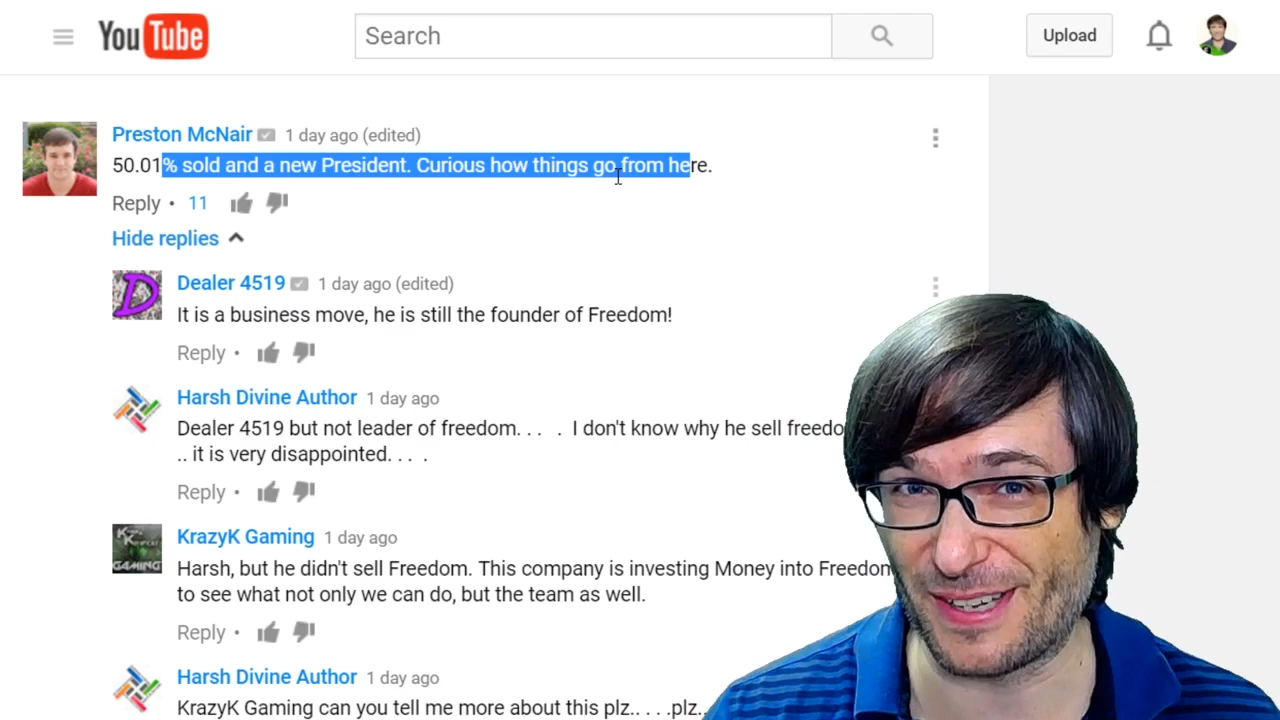 YouTube
Search
Upload
Preston McNair 1 day ago (edited)
50.01% sold and a new President. Curious how things go from here.
Reply • 11
Hide replies
D
Dealer 4519 1 day ago (edited)
It is a business move, he is still the founder of Freedom!
Reply •
Harsh Divine Author 1 day ago
Dealer 4519 but not leader of freedom. . .   .  I don't know why he sell freedo
.. it is very disappointed. . . .
Reply •
GAMING
KrazyK Gaming 1 day ago
Harsh, but he didn't sell Freedom. This company is investing Money into Freedom
to see what not only we can do, but the team as well.
Reply •
Harsh Divine Author 1 day ago
KrazyK Gaming can you tell me more about this plz.. . . .plz..